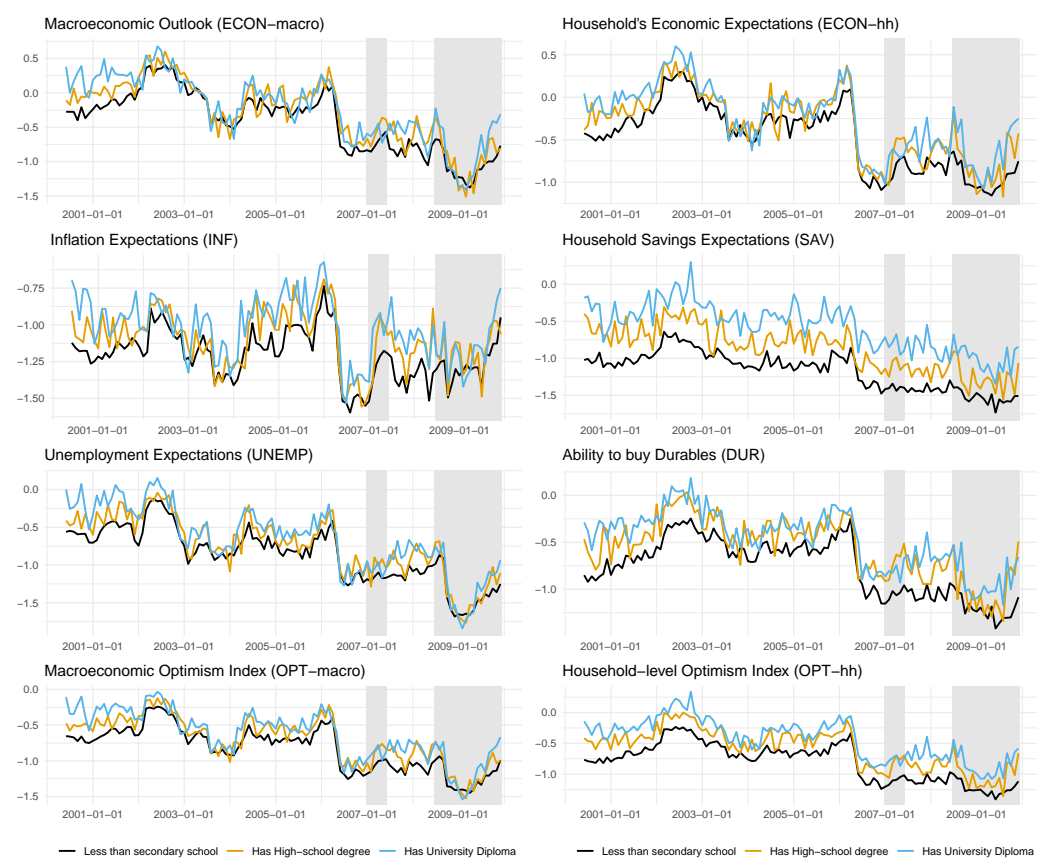 Macroeconomic Outlook (ECON−macro)
0.5
0.0
−0.5
−1.0
−1.5
2001−01−01 2003−01−01 2005−01−01 2007−01−01 2009−01−01
Household's Economic Expectations (ECON−hh)
0.5
0.0
−0.5
−1.0
2001−01−01 2003−01−01 2005−01−01 2007−01−01 2009−01−01
Inflation Expectations (INF)
−0.75
−1.00
−1.25
−1.50
2001−01−01 2003−01−01 2005−01−01 2007−01−01 2009−01−01
Household Savings Expectations (SAV)
0.0
−0.5
−1.0
−1.5
2001−01−01 2003−01−01 2005−01−01 2007−01−01 2009−01−01
Unemployment Expectations (UNEMP)
0.0
−0.5
−1.0
−1.5
2001−01−01 2003−01−01 2005−01−01 2007−01−01 2009−01−01
Ability to buy Durables (DUR)
0.0
−0.5
−1.0
2001−01−01 2003−01−01 2005−01−01 2007−01−01 2009−01−01
Macroeconomic Optimism Index (OPT−macro)
0.0
−0.5
−1.0
−1.5
2001−01−01 2003−01−01 2005−01−01 2007−01−01 2009−01−01
Household−level Optimism Index (OPT−hh)
0.0
−0.5
−1.0
2001−01−01 2003−01−01 2005−01−01 2007−01−01 2009−01−01
Less than secondary school Has High−school degree Has University Diploma
Less than secondary school Has High−school degree Has University Diploma